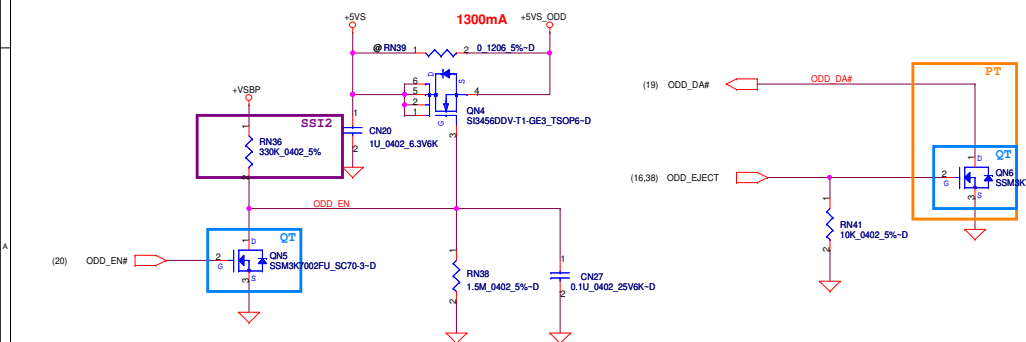 +5VS
1300mA
+5VS_ODD
@ RN39 1 2 0_1206_5%~D
D S
6
5
2
1
4
G
3
QN4
SI3456DDV-T1-GE3_TSOP6~D
+VSBP
SSI2
1
RN36
330K_0402_5%
2
1
CN20
1U_0402_6.3V6K
2
ODD_EN
QT
1 D
(20) ODD_EN# 2 G
QN5
SSM3K7002FU_SC70-3~D
3 S
1
RN38
1.5M_0402_5%~D
2
1
CN27
0.1U_0402_25V6K~D
2
PT
(19) ODD_DA# ODD_DA#
QT
1 D
(16,38) ODD_EJECT 2 G
QN6
SSM3K7
3 S
1
RN41
10K_0402_5%~D
2
A